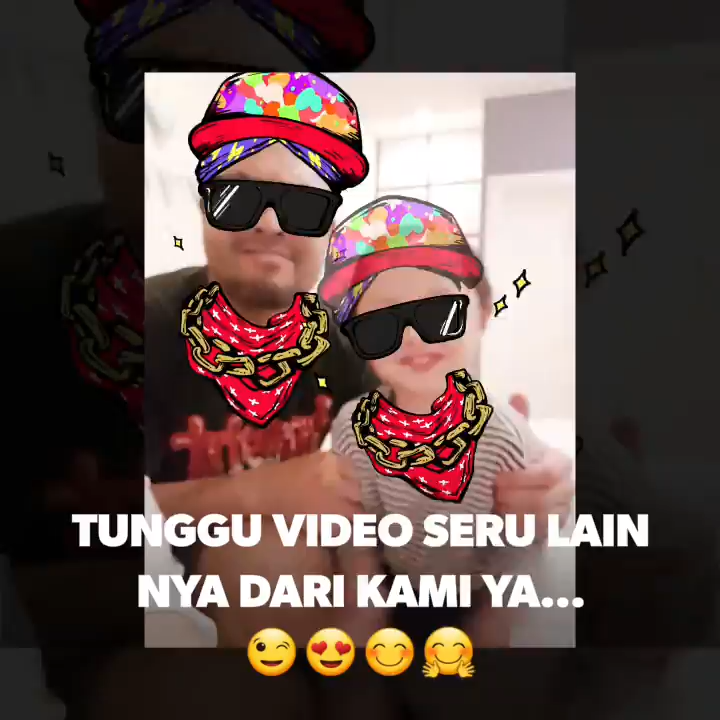 TUNGGU VIDEO SERU LAIN
NYA DARI KAMI YA...
😉😍😊🤗